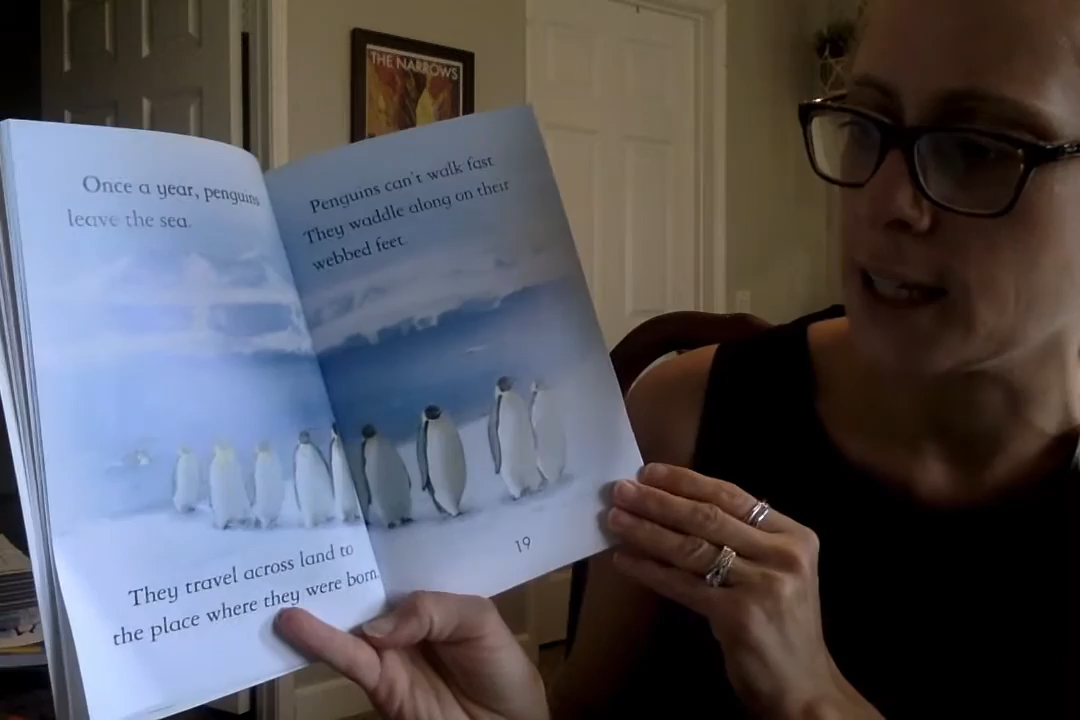 THE NARROWS
Once a year, penguins
leave the sea.
They travel across land to
the place where they were born.
Penguins can't walk fast
They waddle along on their
webbed feet.
19